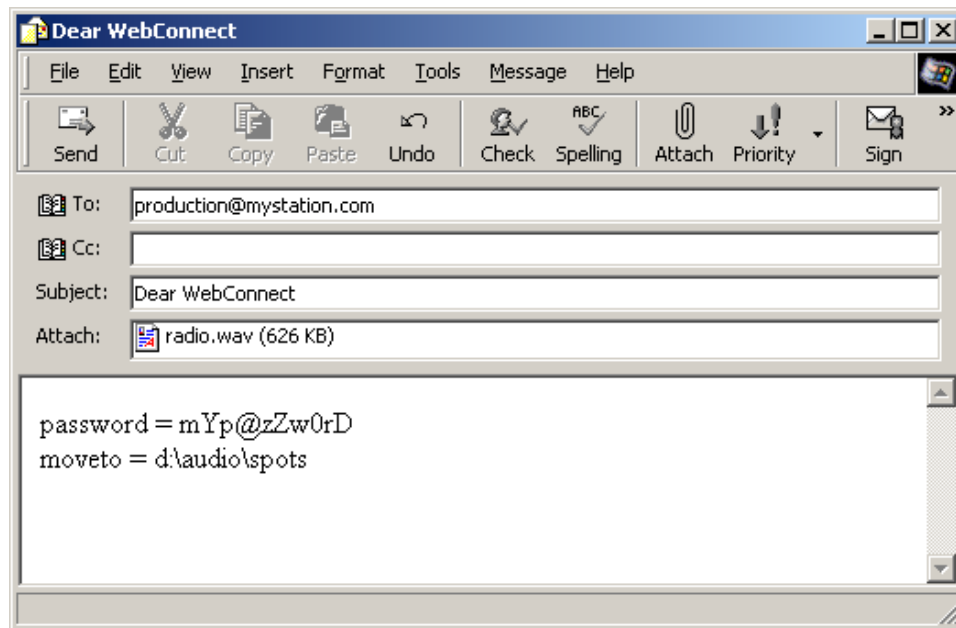 Dear WebConnect
File Edit View Insert Format Tools Message Help
ABC
Send Cut Copy Paste Undo Check Spelling Attach Priority Sign »
To: production@mystation.com
Cc:
Subject: Dear WebConnect
Attach: radio.wav (626 KB)
password = mYp@zZw0rD
moveto = d:\audio\spots